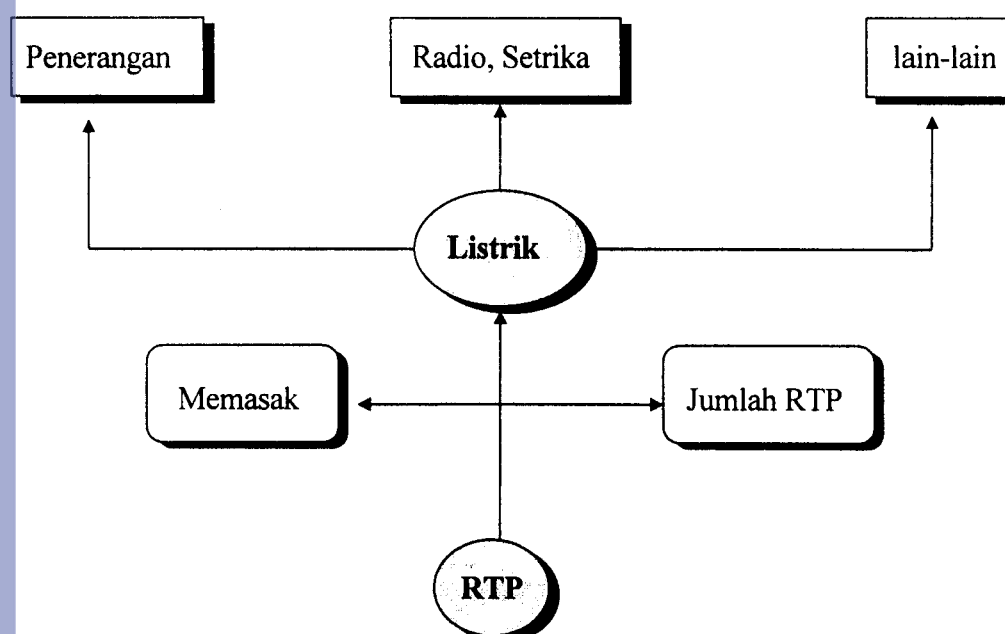 Penerangan
Radio, Setrika
lain-lain
Listrik
Memasak
Jumlah RTP
RTP